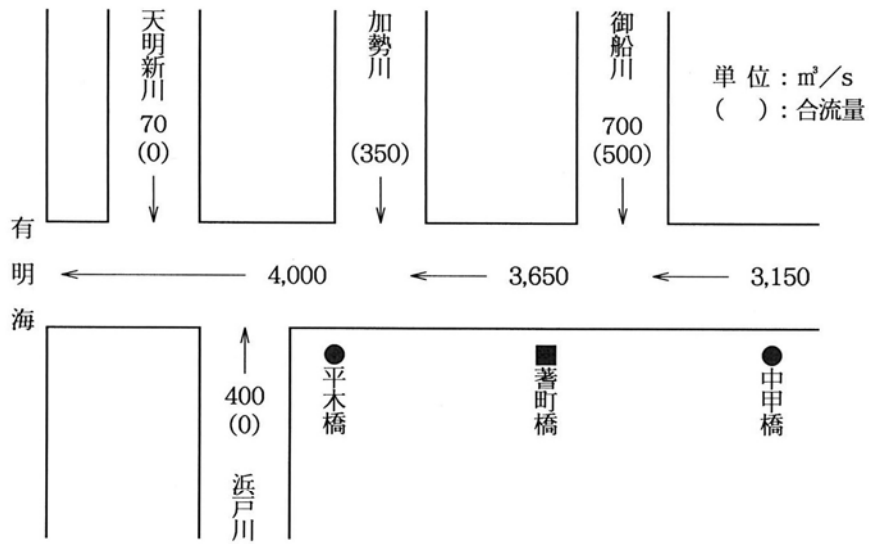 天明新川
70
(0)
加勢川
(350)
御船川
700
(500)
単位：㎥／s
(　)：合流量
有明海
4,000
3,650
3,150
400
(0)
浜戸川
平木橋
蓍町橋
中甲橋